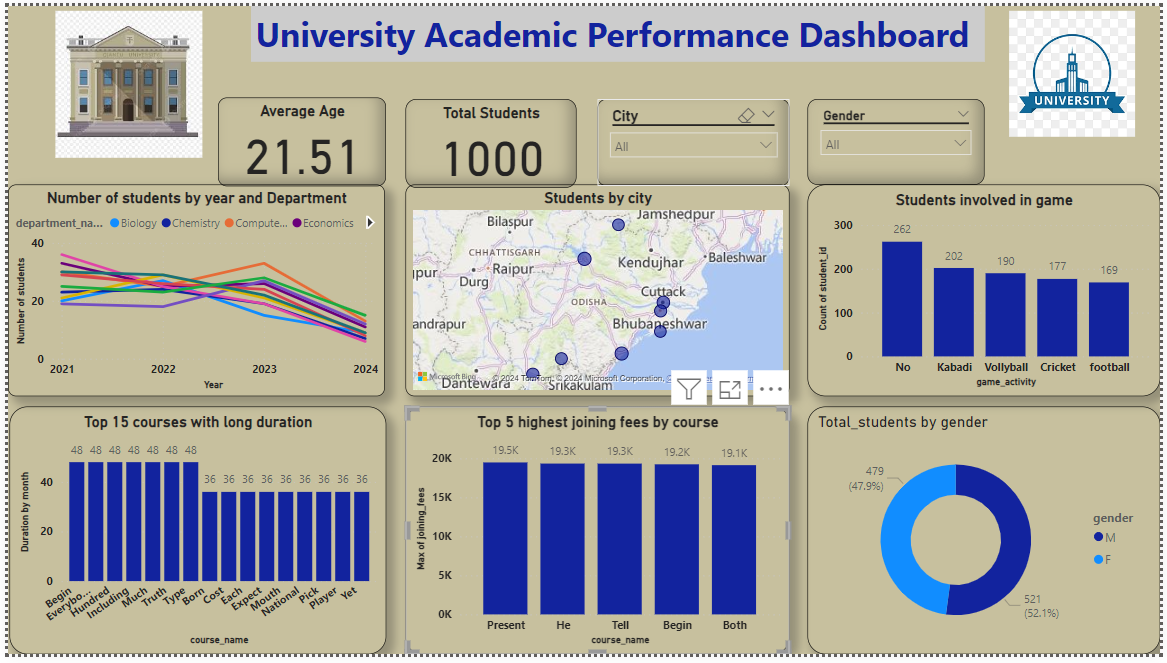 University Academic Performance Dashboard
UNIVERSITY
Average Age
21.51
Total Students
1000
City
All
Gender
All
Number of students by year and Department
department_na... Biology Chemistry Compute... Economics
Number of students
40
20
0
2021 2022 2023 2024
Year
Students by city
Jamshedpur
Bilaspur
CHHATTISGARH
Raipur
Durg
Kendujhar
Baleshwar
ODISHA
Cuttack
Bhubaneshwar
andrapur
Dantewara
Srikakulam
Microsoft Bing
© 2024 TomTom, © 2024 Microsoft Corporation,
Students involved in game
Count of student_id
300
200
100
0
262 202 190 177 169
No Kabadi Vollyball Cricket football
game_activity
Top 15 courses with long duration
Duration by month
40
20
0
48 48 48 48 48 48 48 36 36 36 36 36 36 36 36 36
Begin Everybo... Hundred Including Much Truth Type Born Cost Each Expect Mouth National Pick Player Yet
course_name
Top 5 highest joining fees by course
Max of joining_fees
20K
15K
10K
5K
0K
19.5K 19.3K 19.3K 19.2K 19.1K
Present He Tell Begin Both
course_name
Total_students by gender
479
(47.9%)
521
(52.1%)
gender
M
F